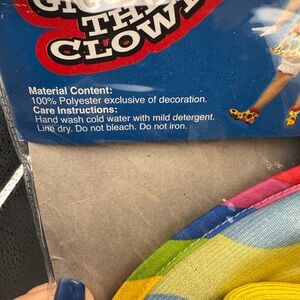 THE
CLOWN
Material Content:
100% Polyester exclusive of decoration.
Care Instructions:
Hand wash cold water with mild detergent.
Line dry. Do not bleach. Do not iron.